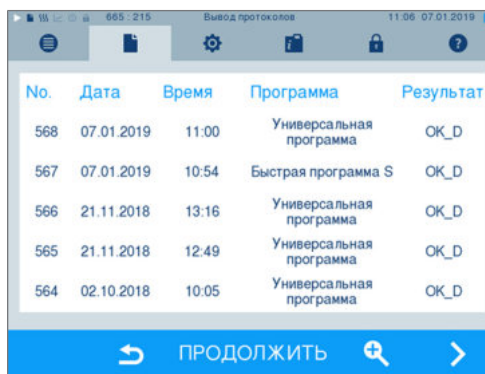 665 : 215 Вывод протоколов 11:06 07.01.2019
No. Дата Время Программа Результат
568 07.01.2019 11:00 Универсальная программа OK_D
567 07.01.2019 10:54 Быстрая программа S OK_D
566 21.11.2018 13:16 Универсальная программа OK_D
565 21.11.2018 12:49 Универсальная программа OK_D
564 02.10.2018 10:05 Универсальная программа OK_D
ПРОДОЛЖИТЬ